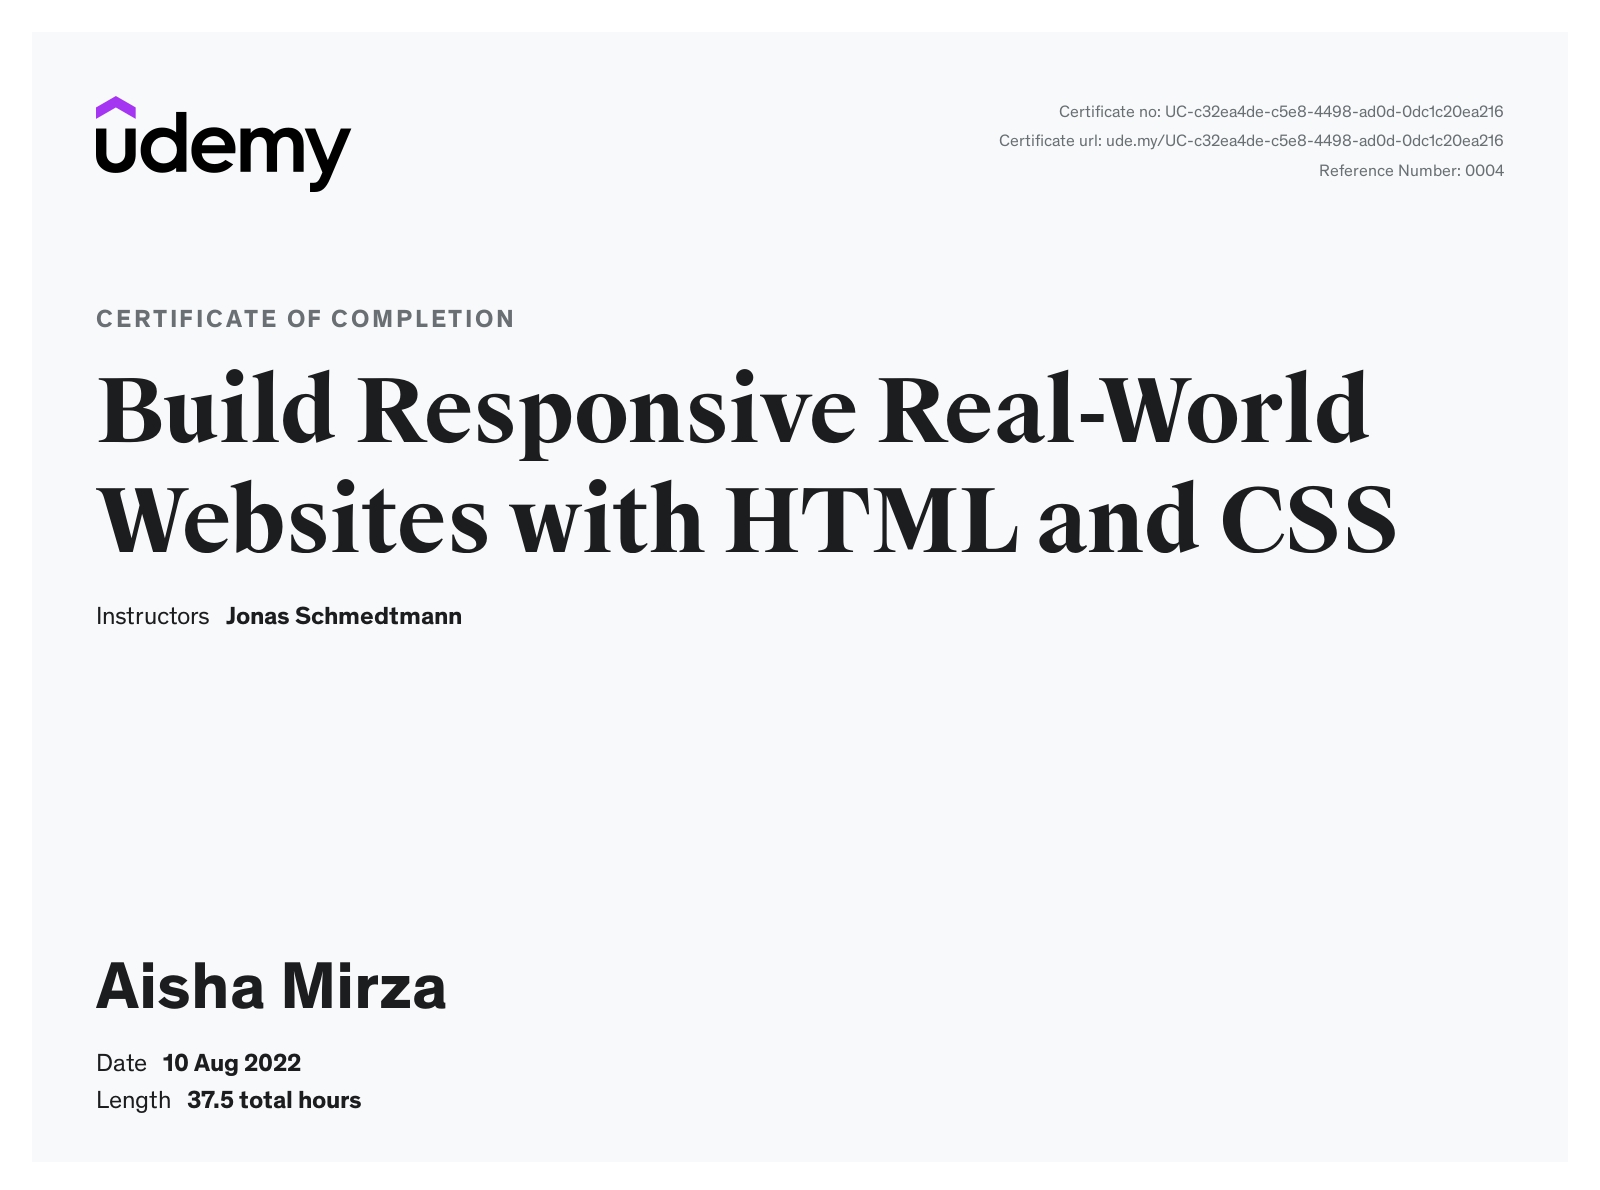 udemy
Certificate no: UC-c32ea4de-c5e8-4498-ad0d-0dc1c20ea216
Certificate url: ude.my/UC-c32ea4de-c5e8-4498-ad0d-0dc1c20ea216
Reference Number: 0004
CERTIFICATE OF COMPLETION
Build Responsive Real-World
Websites with HTML and CSS
Instructors Jonas Schmedtmann
Aisha Mirza
Date 10 Aug 2022
Length 37.5 total hours